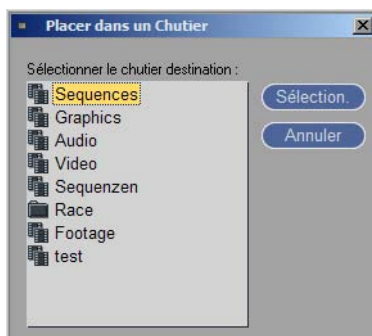 Placer dans un Chutier
Sélectionner le chutier destination :
Sequences
Graphics
Audio
Video
Sequenzen
Race
Footage
test
Sélection.
Annuler